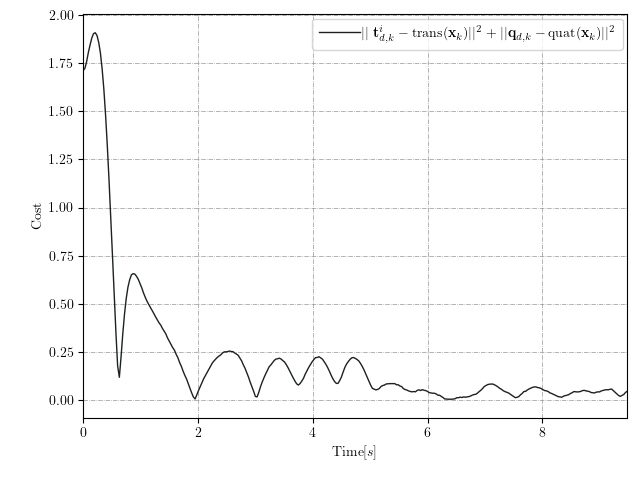 || t^i_{d,k} − trans(x_k)||^2 + ||q_{d,k} − quat(x_k)||^2
2.00
1.75
1.50
1.25
1.00
0.75
0.50
0.25
0.00
Cost
0 2 4 6 8
Time[s]